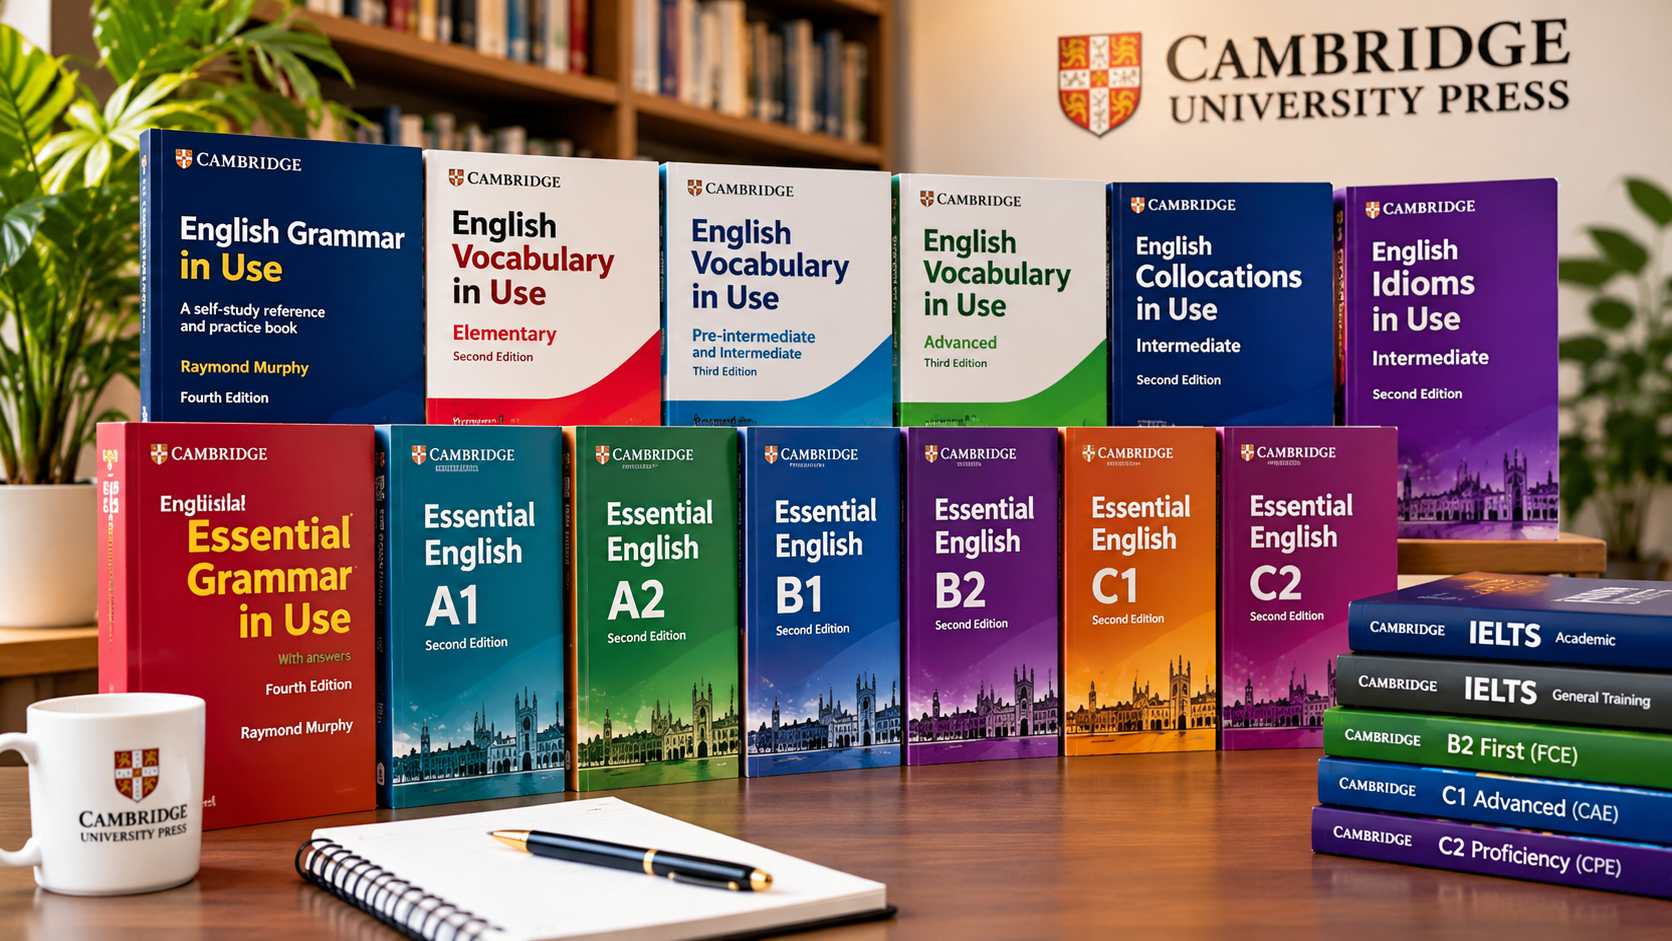 CAMBRIDGE
UNIVERSITY PRESS
CAMBRIDGE
English Grammar
in Use
A self-study reference
and practice book
Raymond Murphy
Fourth Edition
CAMBRIDGE
English
Vocabulary
in Use
Elementary
Second Edition
CAMBRIDGE
English
Vocabulary
in Use
Pre-intermediate
and Intermediate
Third Edition
CAMBRIDGE
English
Vocabulary
in Use
Advanced
Third Edition
CAMBRIDGE
English
Collocations
in Use
Intermediate
Second Edition
CAMBRIDGE
English
Idioms
in Use
Intermediate
Second Edition
CAMBRIDGE
Essential
Grammar
in Use
With answers
Fourth Edition
Raymond Murphy
CAMBRIDGE
Essential
English
A1
Second Edition
CAMBRIDGE
Essential
English
A2
Second Edition
CAMBRIDGE
Essential
English
B1
Second Edition
CAMBRIDGE
Essential
English
B2
Second Edition
CAMBRIDGE
Essential
English
C1
Second Edition
CAMBRIDGE
Essential
English
C2
Second Edition
CAMBRIDGE IELTS Academic
CAMBRIDGE IELTS General Training
CAMBRIDGE B2 First (FCE)
CAMBRIDGE C1 Advanced (CAE)
CAMBRIDGE C2 Proficiency (CPE)
CAMBRIDGE
UNIVERSITY PRESS